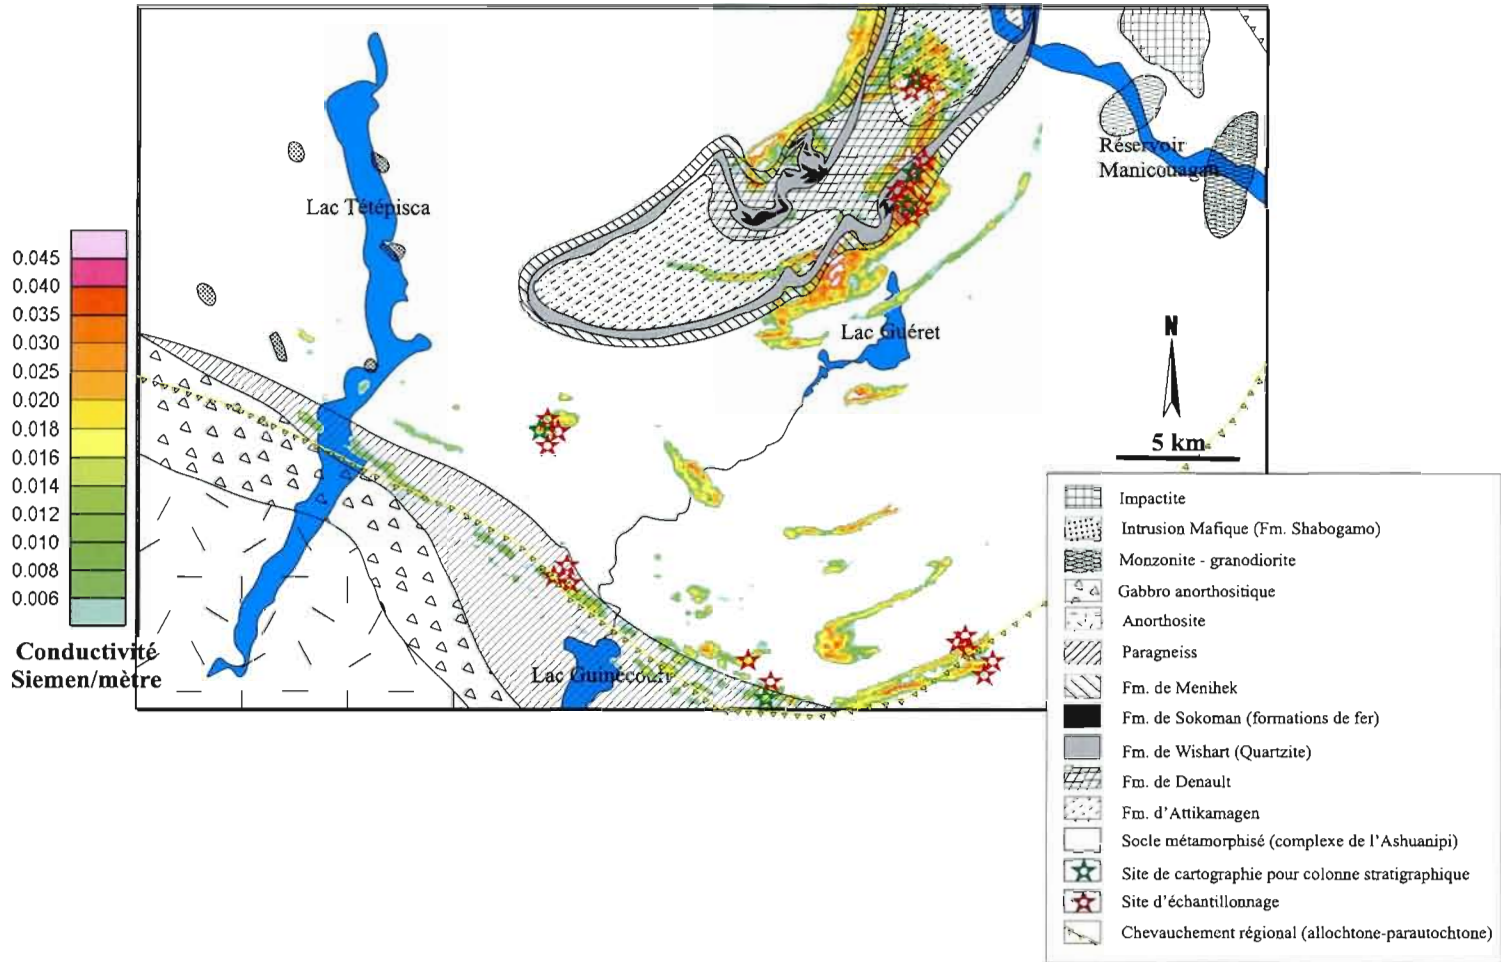 Réservoir
Manicouagan
Lac Tétépisca
0.045
0.040
0.035
0.030
0.025
0.020
0.018
0.016
0.014
0.012
0.010
0.008
0.006
Conductivité
Siemen/mètre
Lac Guéret
Lac Guinecourt
N
5 km
Impactite
Intrusion Mafique (Fm. Shabogamo)
Monzonite - granodiorite
Gabbro anorthositique
Anorthosite
Paragneiss
Fm. de Menihek
Fm. de Sokoman (formations de fer)
Fm. de Wishart (Quartzite)
Fm. de Denault
Fm. d'Attikamagen
Socle métamorphisé (complexe de l'Ashuanipi)
Site de cartographie pour colonne stratigraphique
Site d'échantillonnage
Chevauchement régional (allochtone-parautochtone)